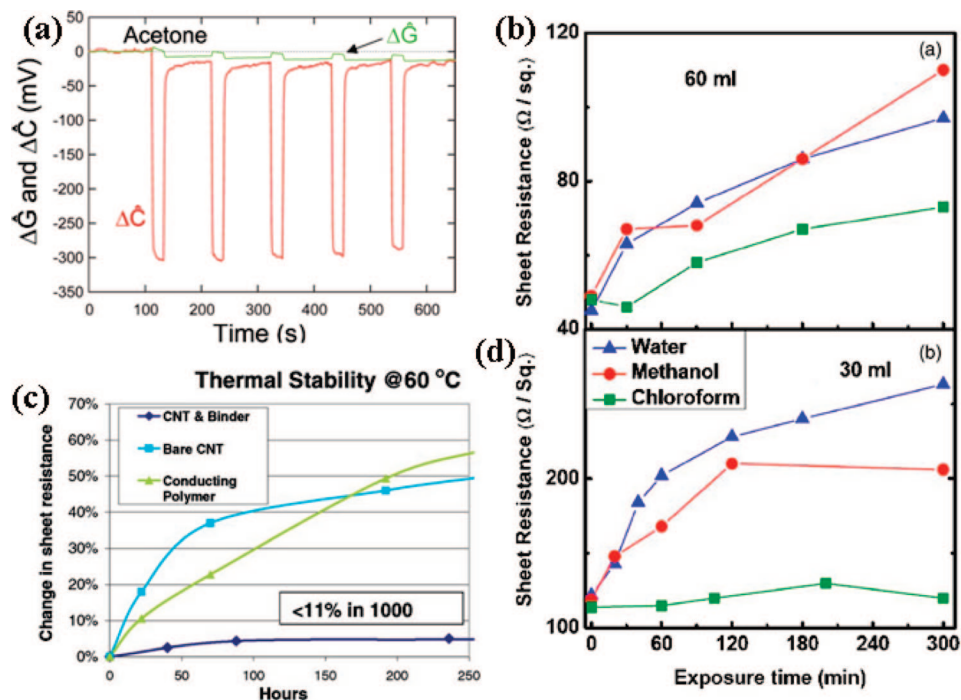 (a)
Acetone
ΔĜ
ΔĈ
ΔĜ and ΔĈ (mV)
50
0
-50
-100
-150
-200
-250
-300
-350
0 100 200 300 400 500 600
Time (s)
(b)
(a)
60 ml
Sheet Resistance (Ω / sq.)
120
80
40
(c)
Thermal Stability @60 °C
CNT & Binder
Bare CNT
Conducting
Polymer
<11% in 1000
Change in sheet resistance
70%
60%
50%
40%
30%
20%
10%
0%
0 50 100 150 200 250
Hours
(d)
(b)
30 ml
Water
Methanol
Chloroform
Sheet Resistance (Ω / Sq.)
200
100
0 60 120 180 240 300
Exposure time (min)